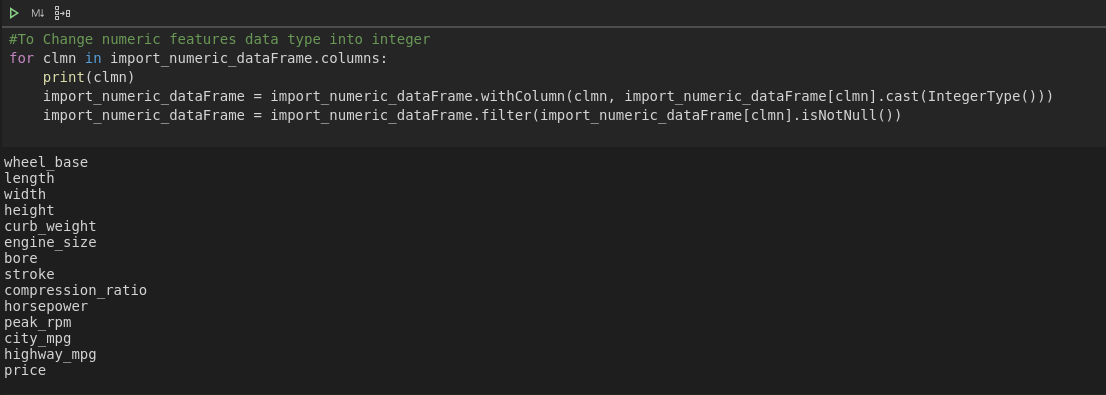 M↓
#To Change numeric features data type into integer
for clmn in import_numeric_dataFrame.columns:
    print(clmn)
    import_numeric_dataFrame = import_numeric_dataFrame.withColumn(clmn, import_numeric_dataFrame[clmn].cast(IntegerType()))
    import_numeric_dataFrame = import_numeric_dataFrame.filter(import_numeric_dataFrame[clmn].isNotNull())
wheel_base
length
width
height
curb_weight
engine_size
bore
stroke
compression_ratio
horsepower
peak_rpm
city_mpg
highway_mpg
price